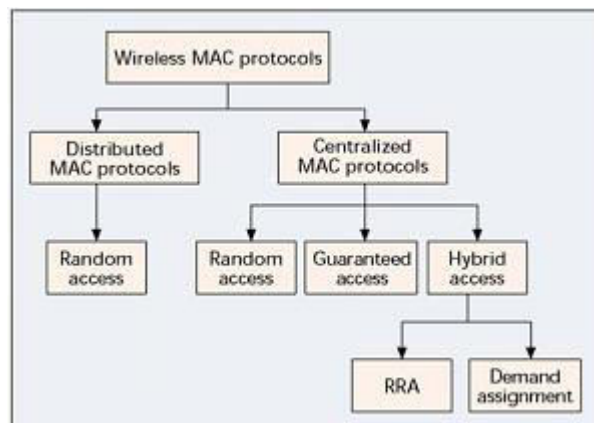 Wireless MAC protocols
Distributed
MAC protocols
Centralized
MAC protocols
Random
access
Random
access
Guaranteed
access
Hybrid
access
RRA
Demand
assignment